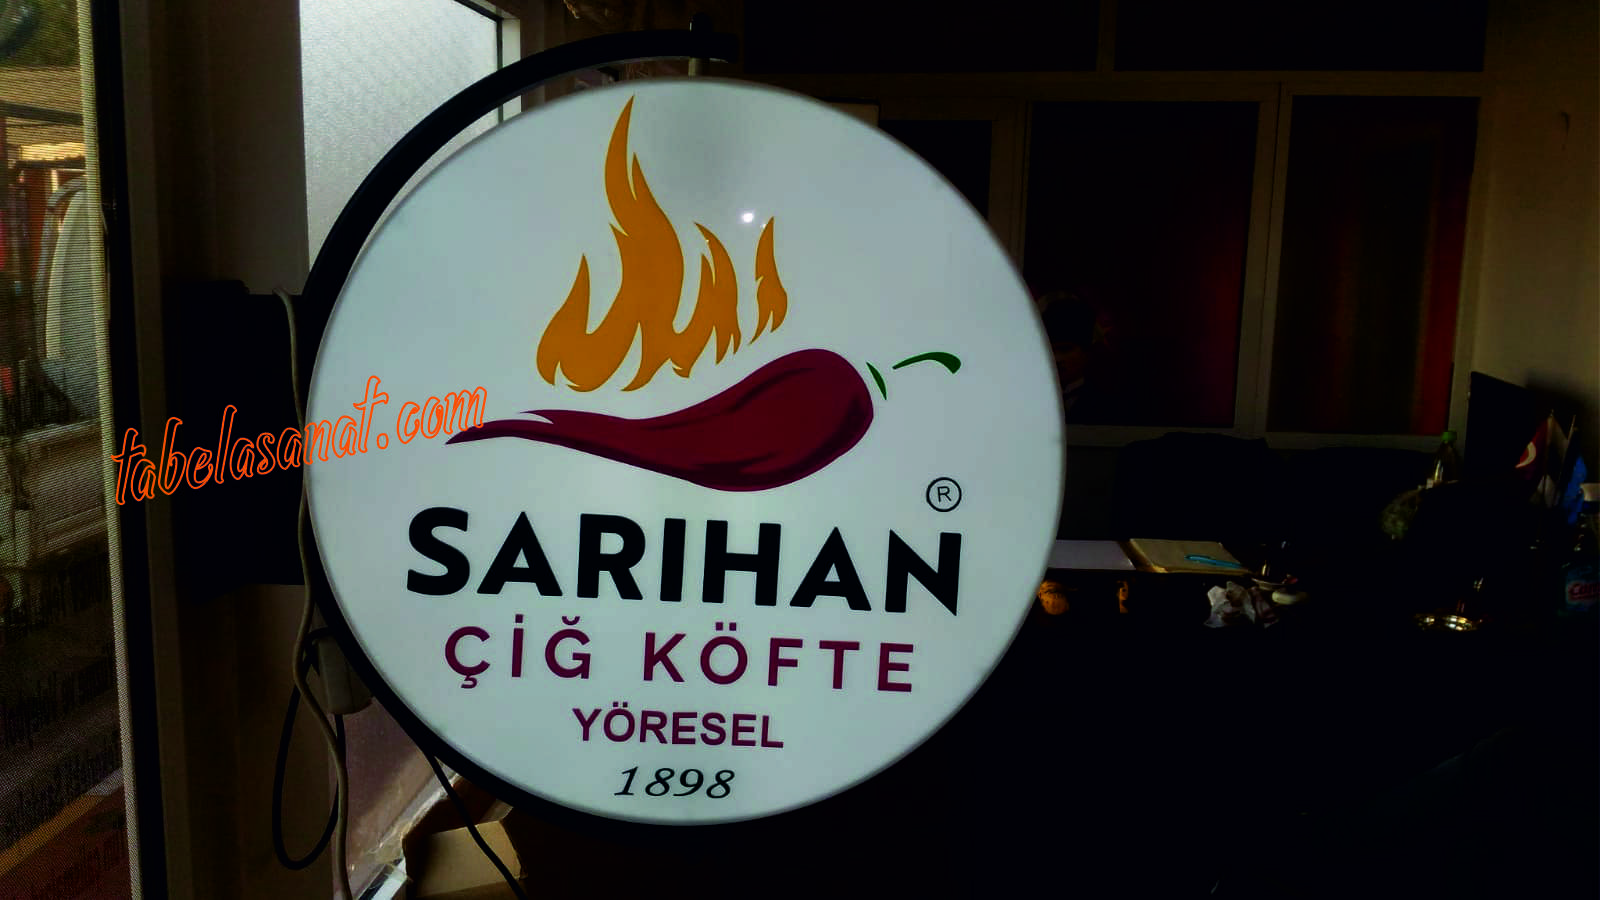 tabelasanat.com
®
SARIHAN
ÇİĞ KÖFTE
YÖRESEL
1898